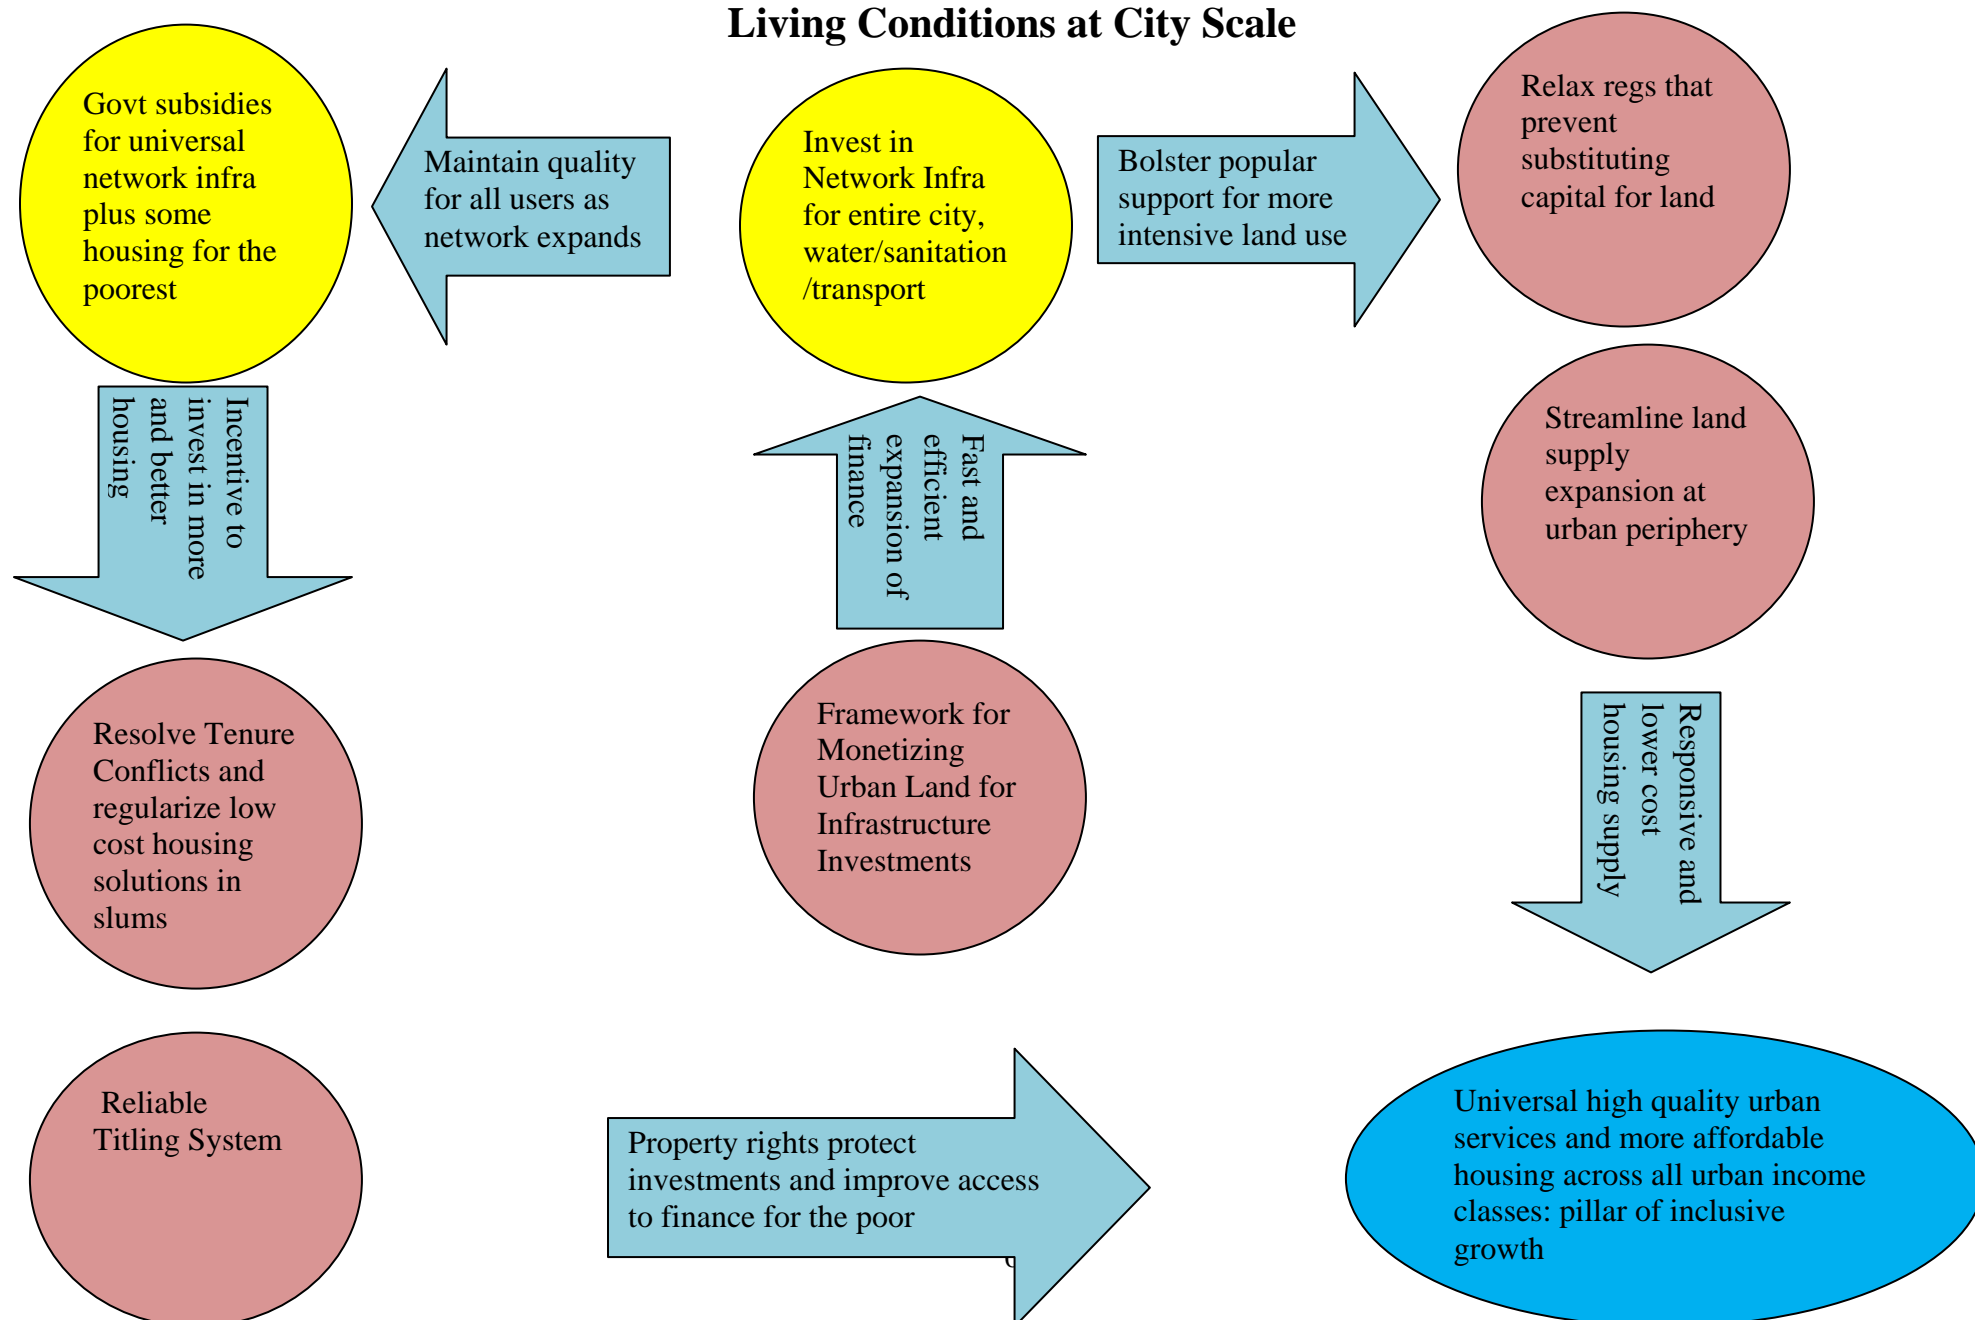 Living Conditions at City Scale
Govt subsidies
for universal
network infra
plus some
housing for the
poorest
Maintain quality
for all users as
network expands
Invest in
Network Infra
for entire city,
water/sanitation
/transport
Bolster popular
support for more
intensive land use
Relax regs that
prevent
substituting
capital for land
Incentive to
invest in more
and better
housing
Fast and
efficient
expansion of
finance
Streamline land
supply
expansion at
urban periphery
Resolve Tenure
Conflicts and
regularize low
cost housing
solutions in
slums
Framework for
Monetizing
Urban Land for
Infrastructure
Investments
Responsive and
lower cost
housing supply
Reliable
Titling System
Property rights protect
investments and improve access
to finance for the poor
Universal high quality urban
services and more affordable
housing across all urban income
classes: pillar of inclusive
growth